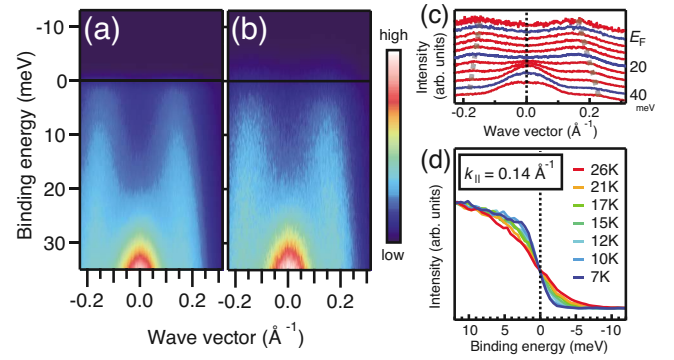 (a)
(b)
high
low
Binding energy (meV)
0
10
20
30
-0.2
0.0
0.2
-0.2
0.0
0.2
Wave vector (Å⁻¹)
(c)
Intensity
(arb. units)
E_F
20
40
meV
-0.2
0.0
0.2
Wave vector (Å⁻¹)
(d)
k_II = 0.14 Å⁻¹
Intensity (arb. units)
26K
21K
17K
15K
12K
10K
7K
10
5
0
-5
-10
Binding energy (meV)